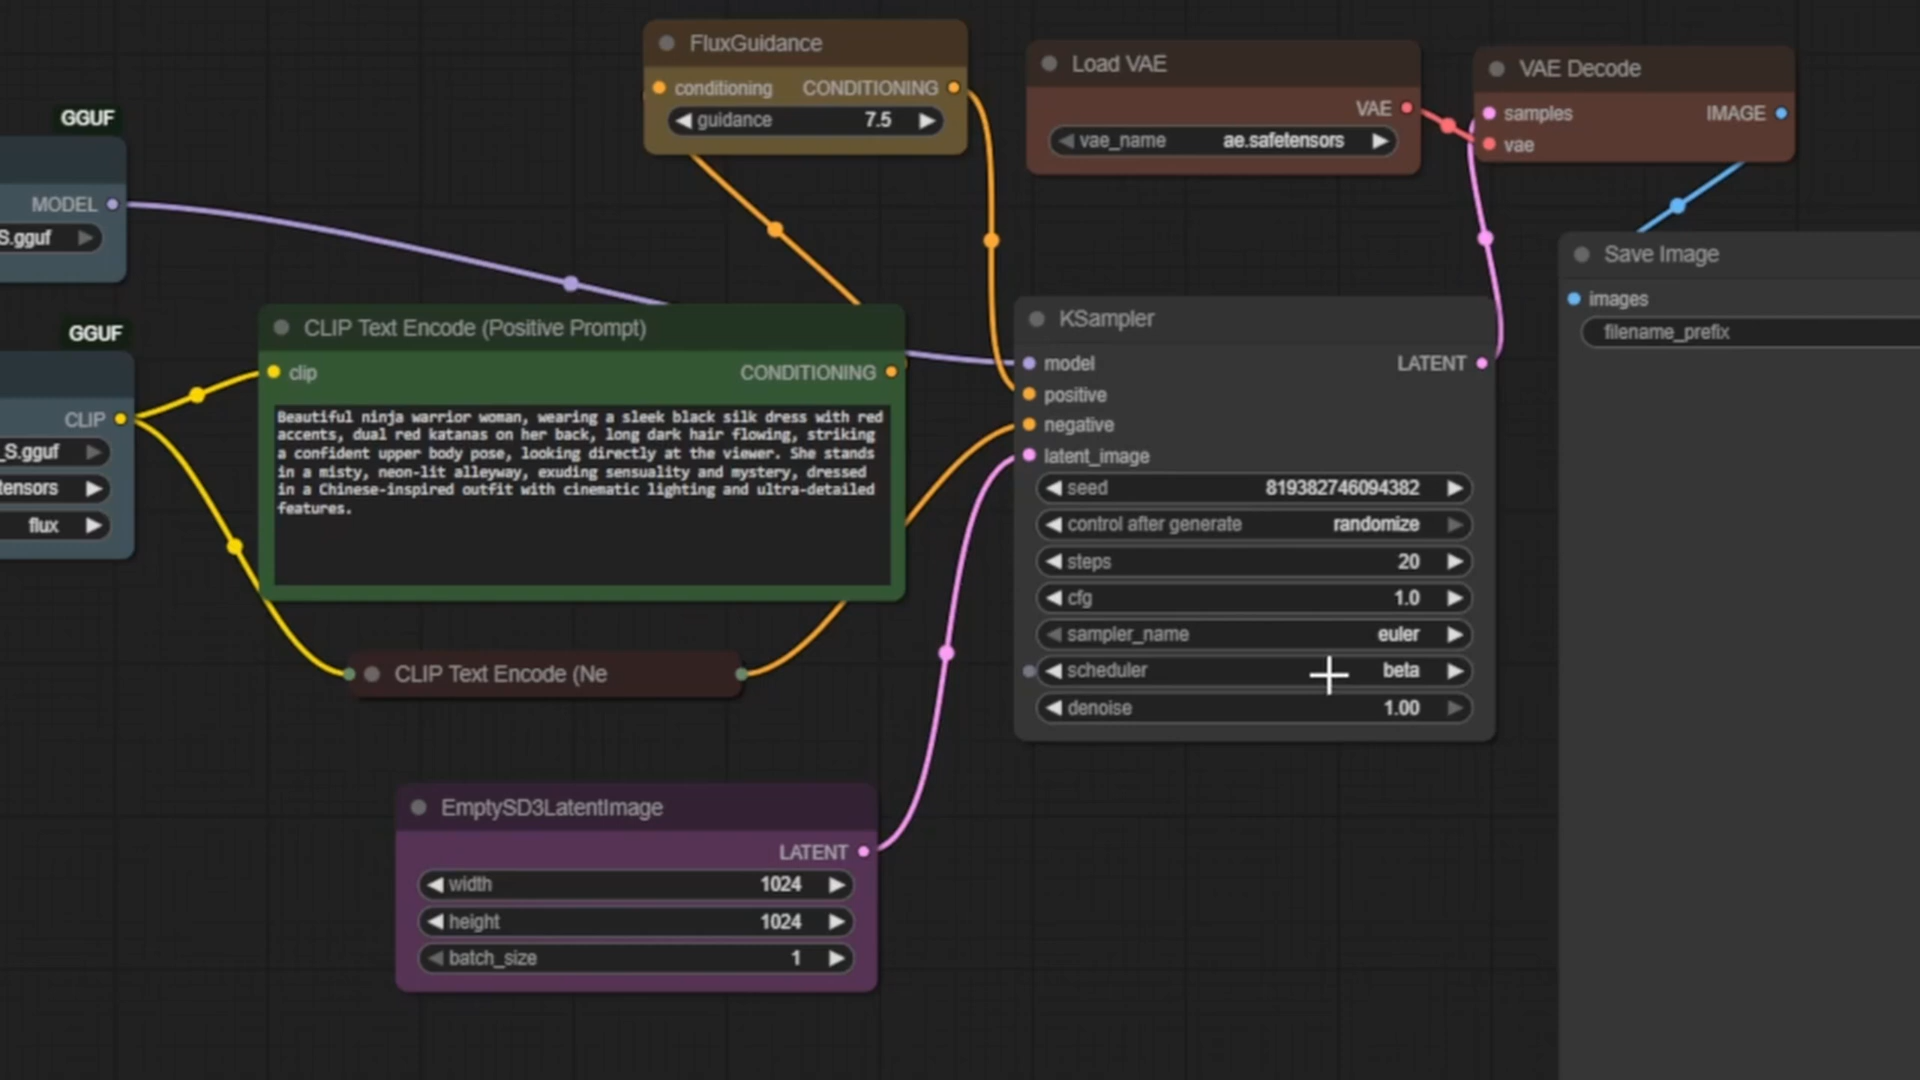 GGUF
MODEL
S.gguf
GGUF
CLIP
_S.gguf
tensors
flux
FluxGuidance
conditioning CONDITIONING
guidance 7.5
Load VAE
VAE
vae_name ae.safetensors
VAE Decode
samples IMAGE
vae
Save Image
images
filename_prefix
CLIP Text Encode (Positive Prompt)
clip CONDITIONING
Beautiful ninja warrior woman, wearing a sleek black silk dress with red
accents, dual red katanas on her back, long dark hair flowing, striking
a confident upper body pose, looking directly at the viewer. She stands
in a misty, neon-lit alleyway, exuding sensuality and mystery, dressed
in a Chinese-inspired outfit with cinematic lighting and ultra-detailed
features.
CLIP Text Encode (Ne
KSampler
model LATENT
positive
negative
latent_image
seed 819382746094382
control after generate randomize
steps 20
cfg 1.0
sampler_name euler
scheduler beta
denoise 1.00
EmptySD3LatentImage
LATENT
width 1024
height 1024
batch_size 1